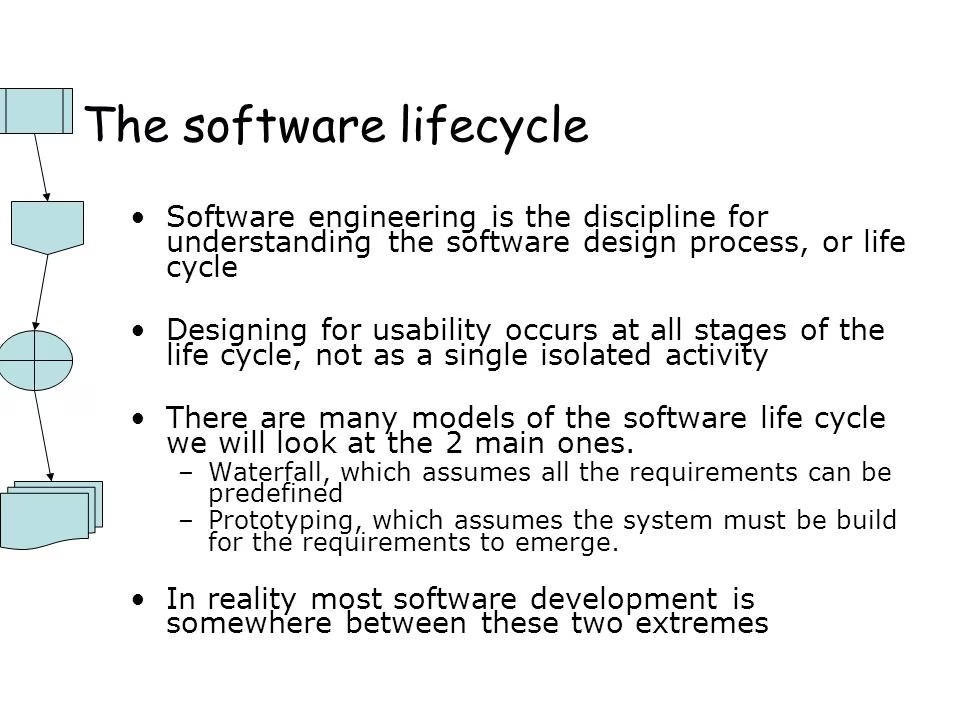 The software lifecycle
• Software engineering is the discipline for
understanding the software design process, or life
cycle
• Designing for usability occurs at all stages of the
life cycle, not as a single isolated activity
• There are many models of the software life cycle
we will look at the 2 main ones.
– Waterfall, which assumes all the requirements can be
predefined
– Prototyping, which assumes the system must be build
for the requirements to emerge.
• In reality most software development is
somewhere between these two extremes